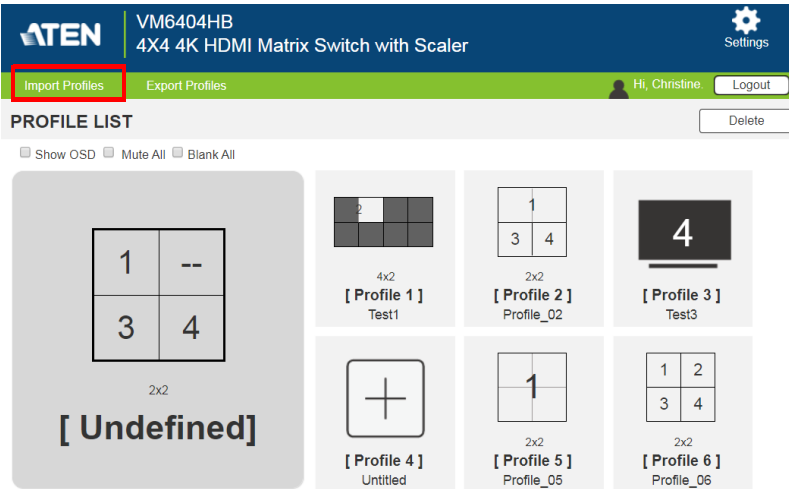 ATEN
VM6404HB
4X4 4K HDMI Matrix Switch with Scaler
Settings
Import Profiles
Export Profiles
Hi, Christine.
Logout
PROFILE LIST
Delete
Show OSD
Mute All
Blank All
1
--
3
4
2x2
[ Undefined]
2
4x2
[ Profile 1 ]
Test1
1
3
4
2x2
[ Profile 2 ]
Profile_02
4
[ Profile 3 ]
Test3
[ Profile 4 ]
Untitled
1
2x2
[ Profile 5 ]
Profile_05
1
2
3
4
2x2
[ Profile 6 ]
Profile_06